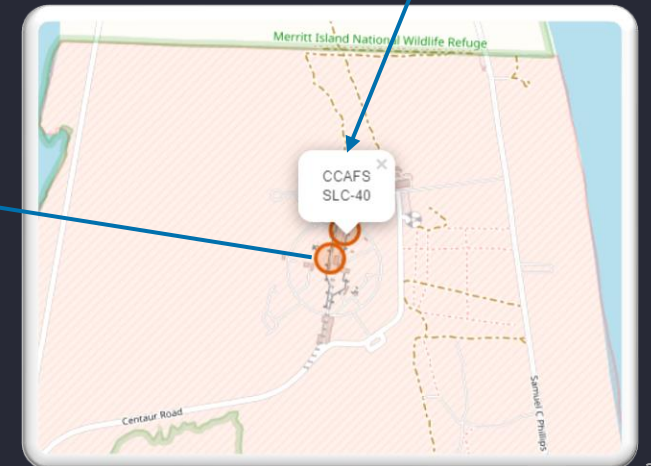 Merritt Island National Wildlife Refuge
CCAFS
SLC-40
×
Centaur Road
Samuel C Phillips